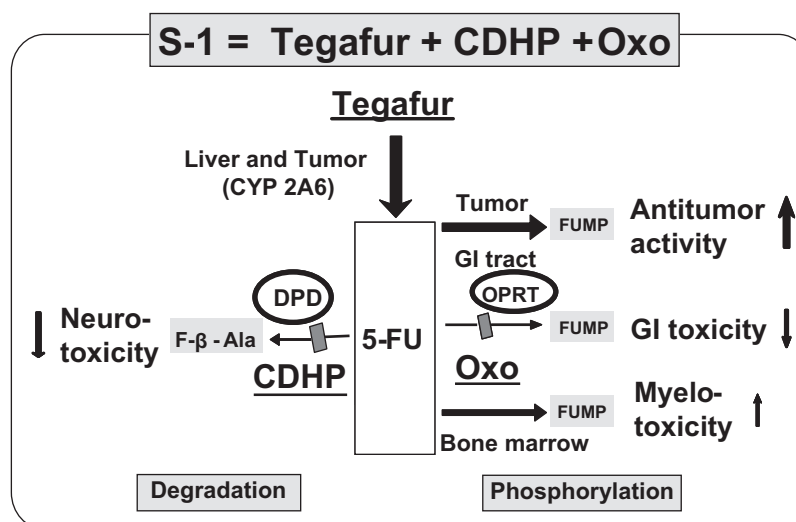 S-1 = Tegafur + CDHP +Oxo
Tegafur
Liver and Tumor
(CYP 2A6)
Tumor
FUMP
Antitumor
activity
GI tract
DPD
OPRT
Neuro-
toxicity
F-β - Ala
5-FU
FUMP
GI toxicity
CDHP
Oxo
Myelo-
toxicity
FUMP
Bone marrow
Degradation
Phosphorylation